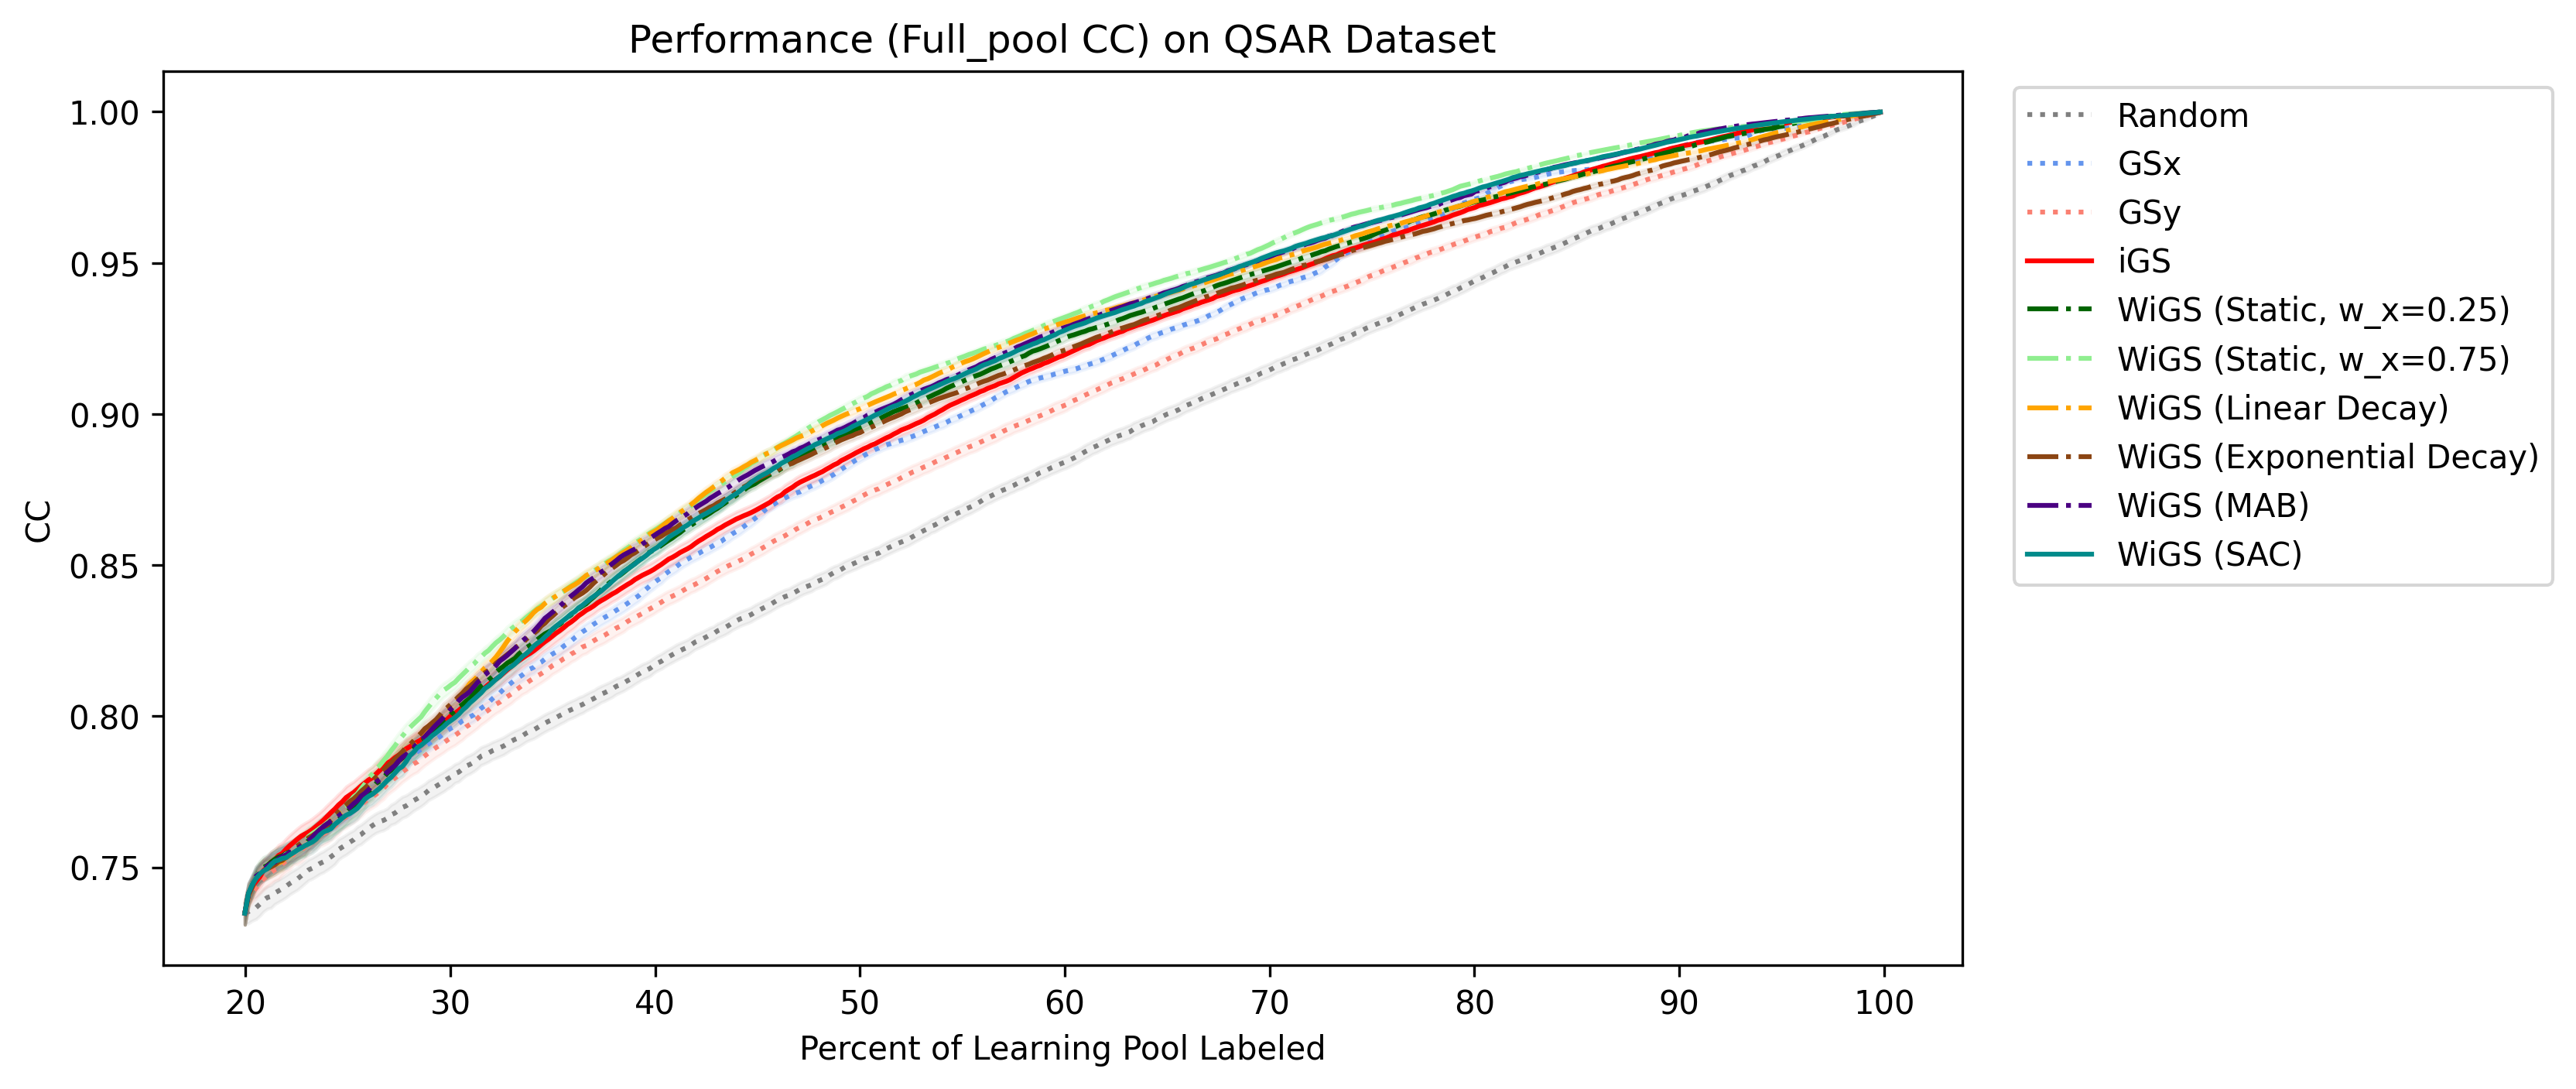 Performance (Full_pool CC) on QSAR Dataset
CC
1.00
0.95
0.90
0.85
0.80
0.75
20 30 40 50 60 70 80 90 100
Percent of Learning Pool Labeled
Random
GSx
GSy
iGS
WiGS (Static, w_x=0.25)
WiGS (Static, w_x=0.75)
WiGS (Linear Decay)
WiGS (Exponential Decay)
WiGS (MAB)
WiGS (SAC)